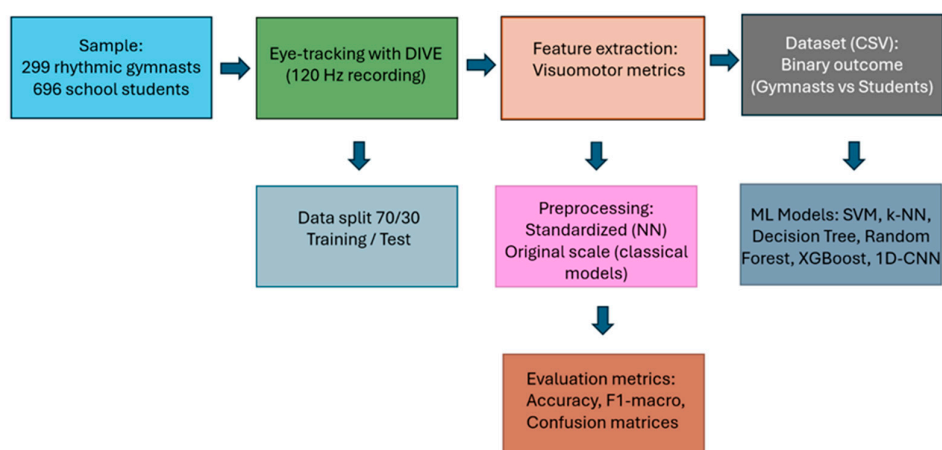 Sample:
299 rhythmic gymnasts
696 school students
Eye-tracking with DIVE
(120 Hz recording)
Feature extraction:
Visuomotor metrics
Dataset (CSV):
Binary outcome
(Gymnasts vs Students)
Data split 70/30
Training / Test
Preprocessing:
Standardized (NN)
Original scale (classical
models)
ML Models: SVM, k-NN,
Decision Tree, Random
Forest, XGBoost, 1D-CNN
Evaluation metrics:
Accuracy, F1-macro,
Confusion matrices